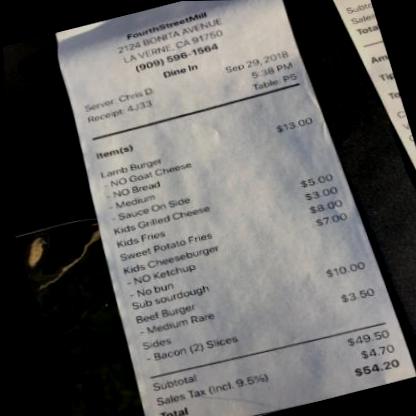 FourthStreetMill
2124 BONITA AVENUE
LA VERNE, CA 91750
(909) 596-1564
Dine In
Server: Chris D. Sep 29, 2018
Receipt: 4J33 5:38 PM
Table: P5
Item(s)
Lamb Burger $13.00
- NO Goat Cheese
- NO Bread
- Medium
- Sauce On Side
Kids Grilled Cheese $5.00
Kids Fries $3.00
Sweet Potato Fries $8.00
Kids Cheeseburger $7.00
- NO Ketchup
- No bun
Sub sourdough
Beef Burger $10.00
- Medium Rare
Sides $3.50
- Bacon (2) Slices
Subtotal $49.50
Sales Tax (incl. 9.5%) $4.70
Total $54.20
Subto
Sales
Tota
Am
Tip